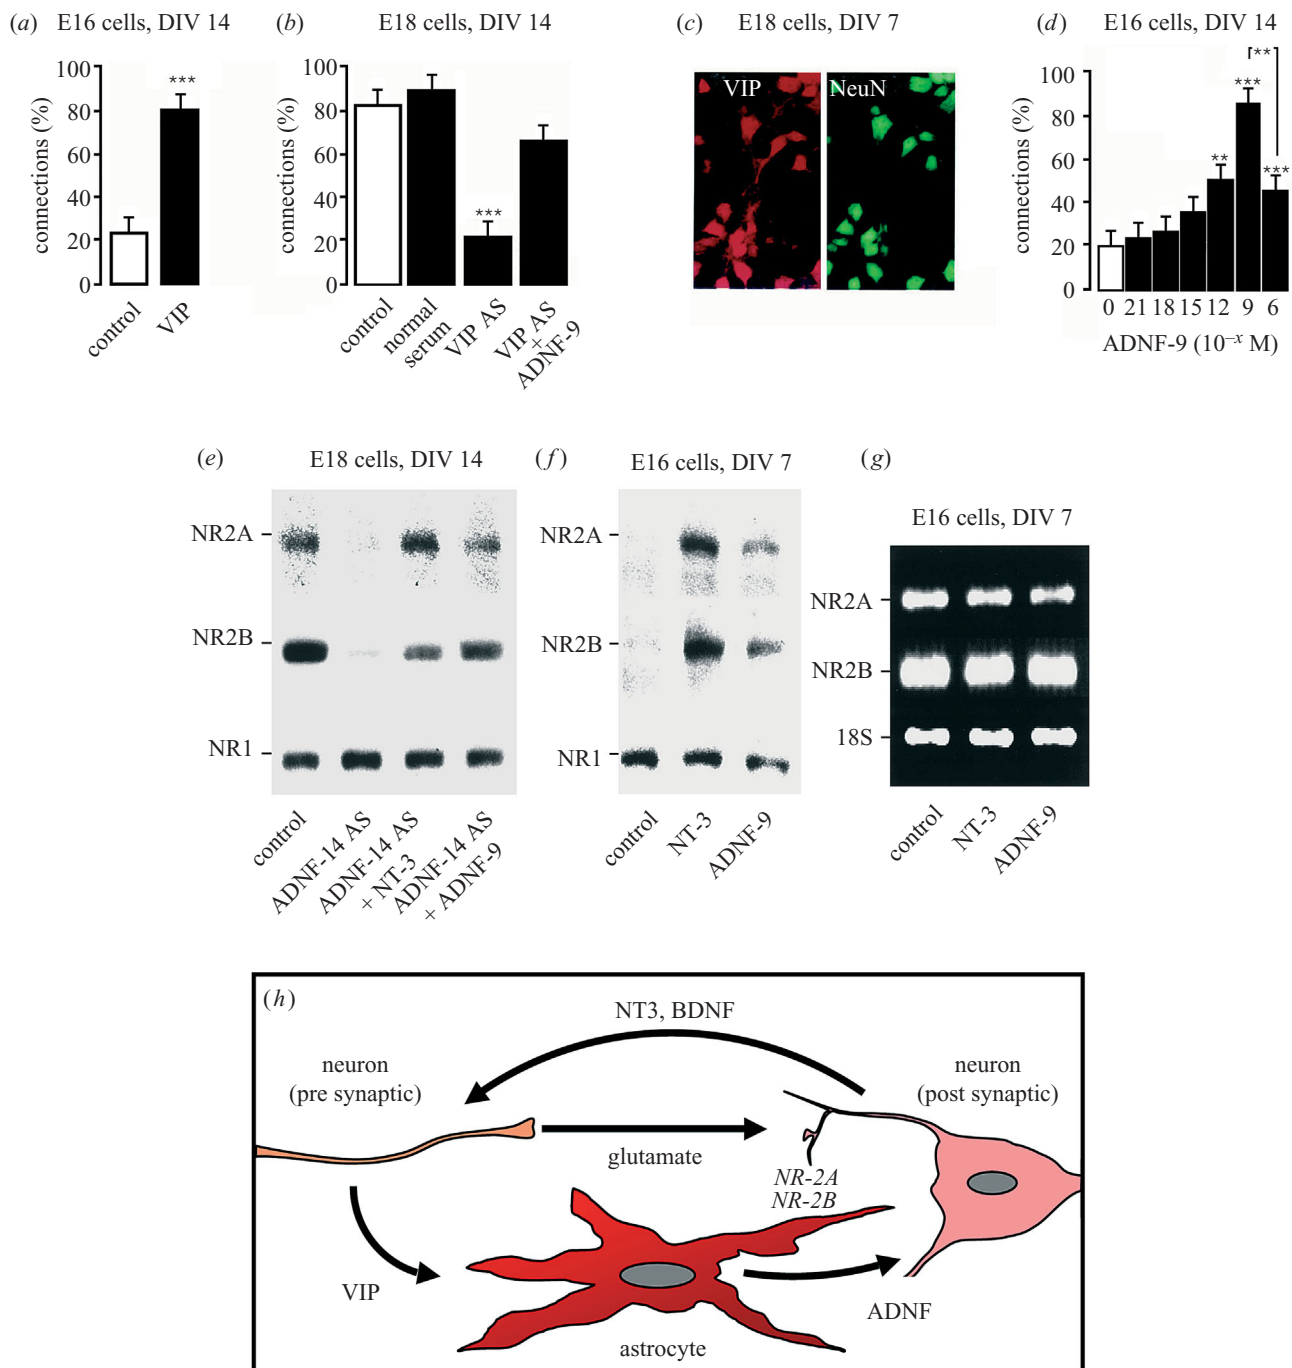 (a) E16 cells, DIV 14
connections (%)
100
80
60
40
20
0
***
control
VIP
(b) E18 cells, DIV 14
connections (%)
100
80
60
40
20
0
***
control
normal
serum
VIP AS
VIP AS
+
ADNF-9
(c) E18 cells, DIV 7
VIP
NeuN
(d) E16 cells, DIV 14
connections (%)
100
80
60
40
20
0
**
***
**
***
0 21 18 15 12 9 6
ADNF-9 (10⁻ˣ M)
(e) E18 cells, DIV 14
NR2A
NR2B
NR1
control
ADNF-14 AS
ADNF-14 AS
+ NT-3
ADNF-14 AS
+ ADNF-9
(f) E16 cells, DIV 7
NR2A
NR2B
NR1
control
NT-3
ADNF-9
(g)
E16 cells, DIV 7
NR2A
NR2B
18S
control
NT-3
ADNF-9
(h)
NT3, BDNF
neuron
(pre synaptic)
neuron
(post synaptic)
glutamate
NR-2A
NR-2B
VIP
ADNF
astrocyte